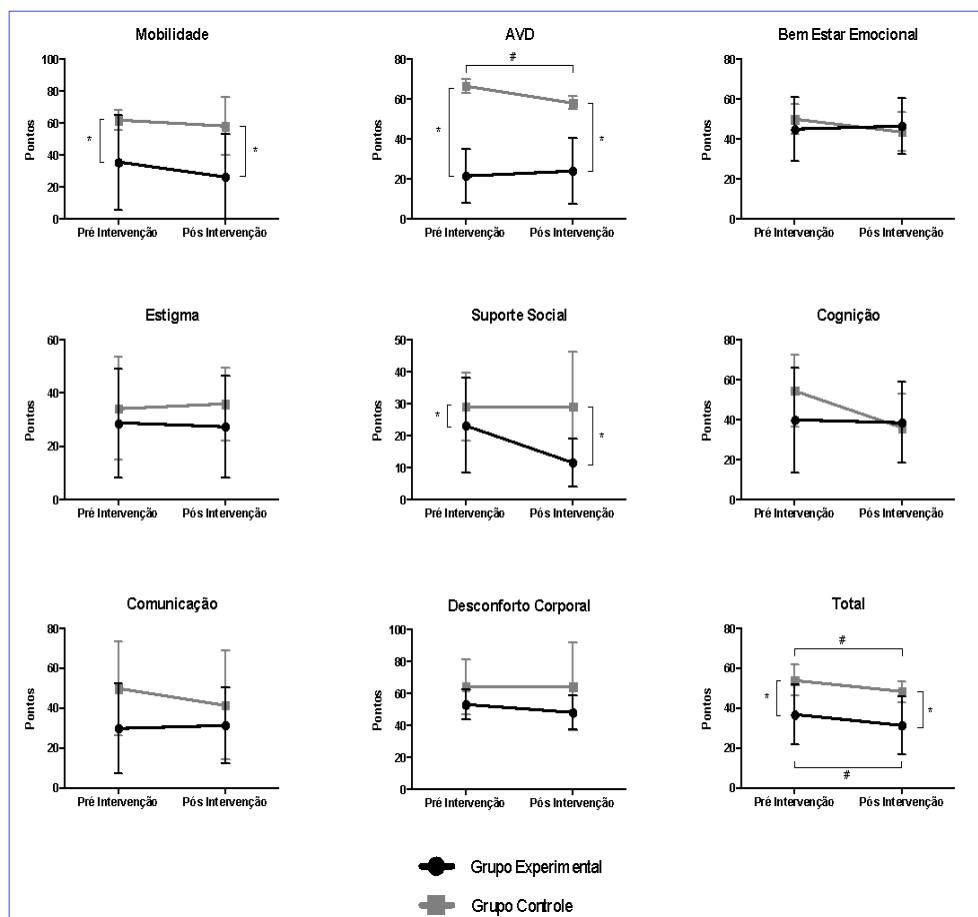 Mobilidade
100
80
60
40
20
0
Pontos
*
*
Pré Intervenção Pós Intervenção
AVD
80
60
40
20
0
Pontos
#
*
*
Pré Intervenção Pós Intervenção
Bem Estar Emocional
80
60
40
20
0
Pontos
Pré Intervenção Pós Intervenção
Estigma
60
40
20
0
Pontos
Pré Intervenção Pós Intervenção
Suporte Social
50
40
30
20
10
0
Pontos
*
*
Pré Intervenção Pós Intervenção
Cognição
80
60
40
20
0
Pontos
Pré Intervenção Pós Intervenção
Comunicação
80
60
40
20
0
Pontos
Pré Intervenção Pós Intervenção
Desconforto Corporal
100
80
60
40
20
0
Pontos
Pré Intervenção Pós Intervenção
Total
80
60
40
20
0
Pontos
#
*
*
#
Pré Intervenção Pós Intervenção
Grupo Experimental
Grupo Controle